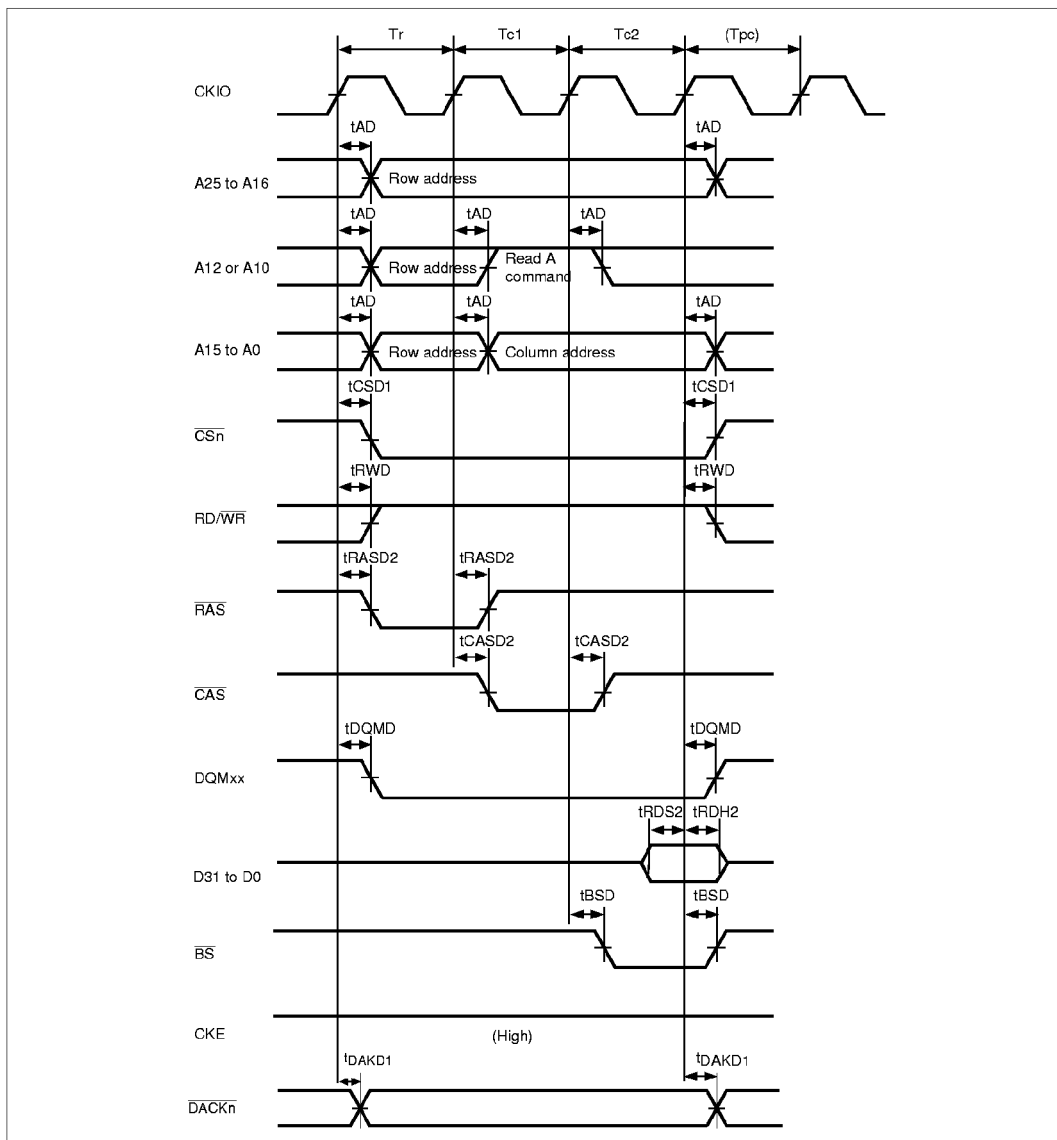 Tr Tc1 Tc2 (Tpc)
CKIO
tAD tAD
A25 to A16 Row address
tAD tAD tAD
A12 or A10 Row address Read A command
tAD tAD tAD
A15 to A0 Row address Column address
tCSD1 tCSD1
CSn
tRWD tRWD
RD/WR
tRASD2 tRASD2
RAS
tCASD2 tCASD2
CAS
tDQMD tDQMD
DQMxx
tRDS2 tRDH2
D31 to D0
tBSD tBSD
BS
CKE (High)
tDAKD1 tDAKD1
DACKn